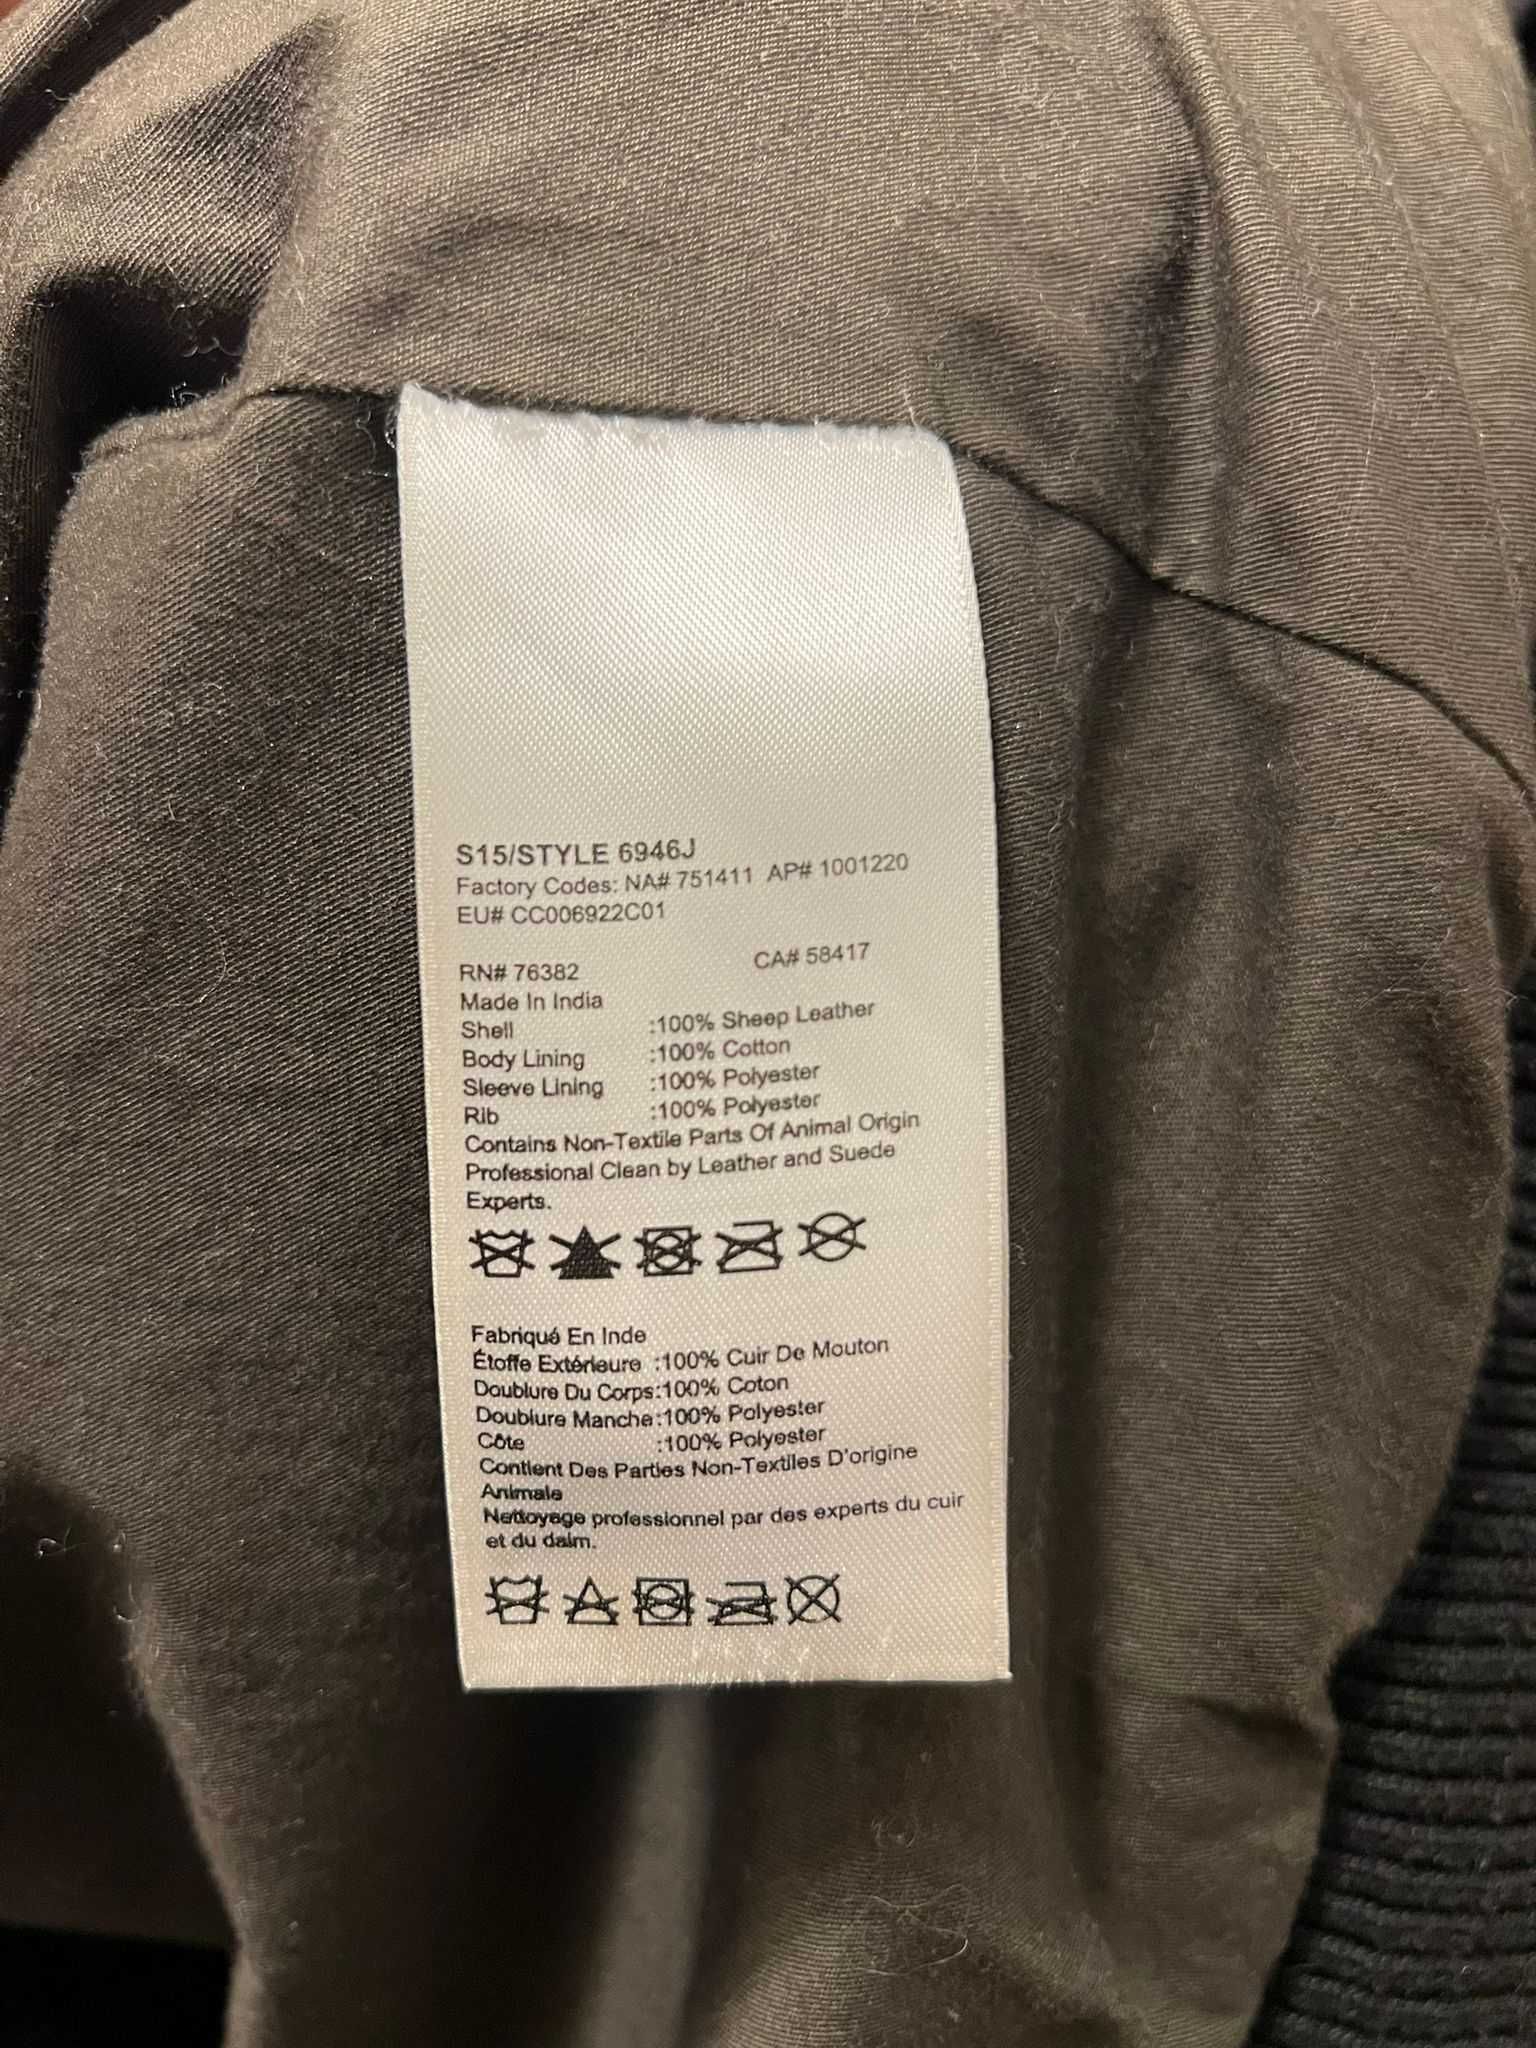 S15/STYLE 6946J
Factory Codes: NA# 751411 AP# 1001220
EU# CC006922C01
RN# 76382 CA# 58417
Made In India
Shell :100% Sheep Leather
Body Lining :100% Cotton
Sleeve Lining :100% Polyester
Rib :100% Polyester
Contains Non-Textile Parts Of Animal Origin
Professional Clean by Leather and Suede
Experts.
Fabriqué En Inde
Étoffe Extérieure :100% Cuir De Mouton
Doublure Du Corps:100% Coton
Doublure Manche:100% Polyester
Côte :100% Polyester
Contient Des Parties Non-Textiles D'origine
Animale
Nettoyage professionnel par des experts du cuir
et du daim.